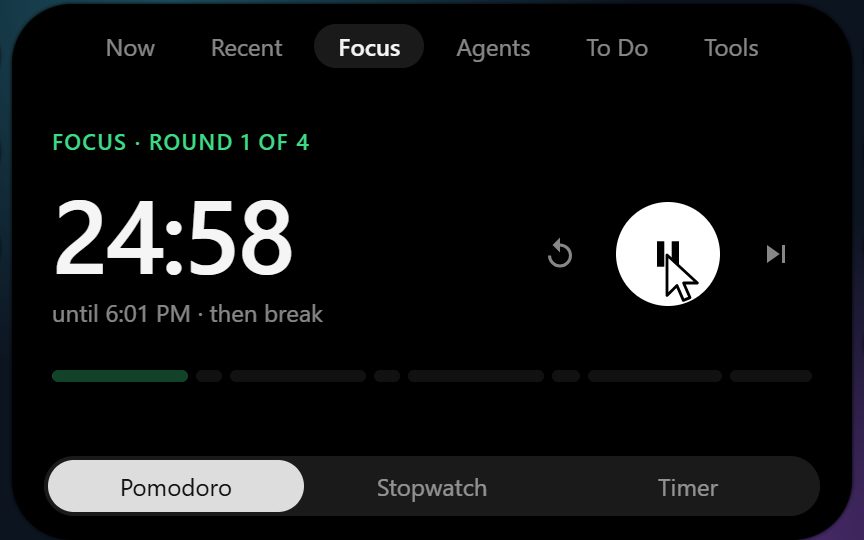 Now Recent Focus Agents To Do Tools
FOCUS · ROUND 1 OF 4
24:58
until 6:01 PM · then break
Pomodoro Stopwatch Timer